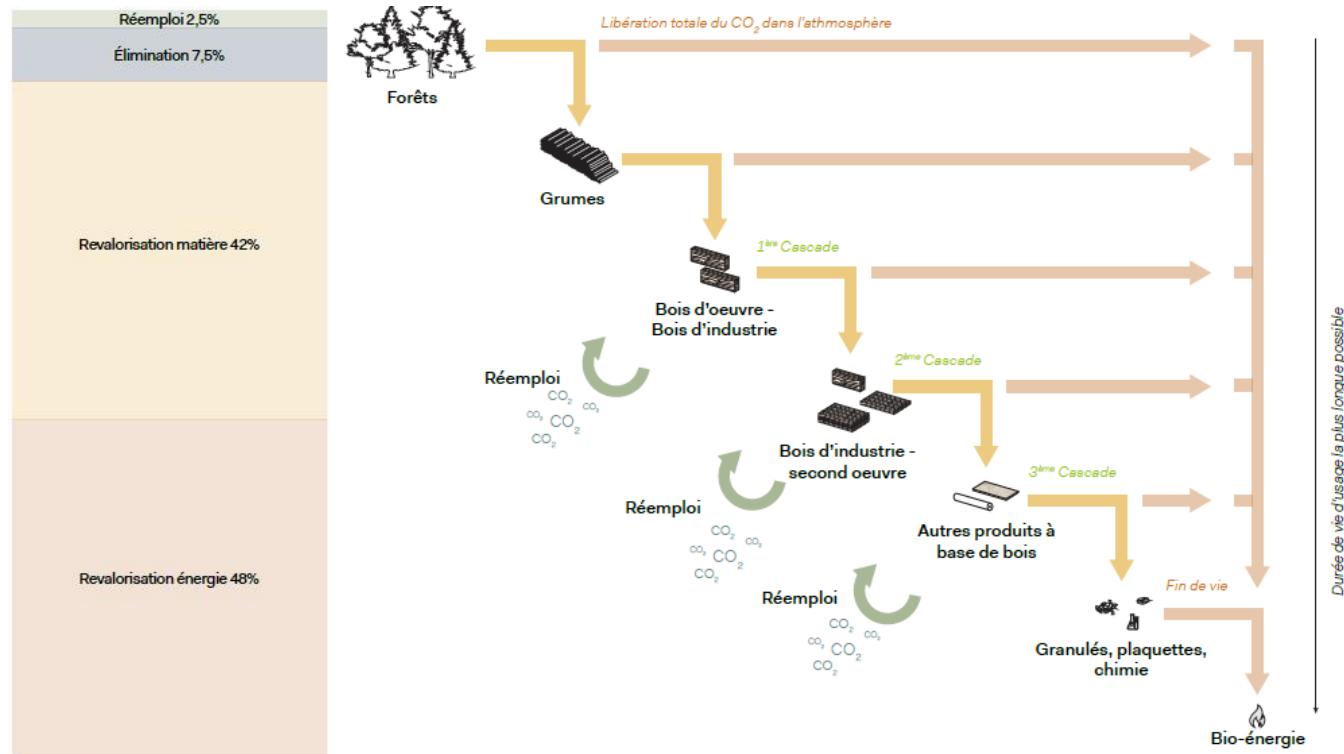 Réemploi 2,5%
Élimination 7,5%
Revalorisation matière 42%
Revalorisation énergie 48%
Libération totale du CO₂ dans l'athmosphère
Forêts
Grumes
1ère Cascade
Bois d'oeuvre -
Bois d'industrie
Réemploi
CO₂
CO₂
CO₂
CO₂
CO₂
2ème Cascade
Bois d'industrie -
second oeuvre
Réemploi
CO₂
CO₂
CO₂
CO₂
CO₂
3ème Cascade
Autres produits à
base de bois
Réemploi
CO₂
CO₂
CO₂
CO₂
CO₂
Fin de vie
Granulés, plaquettes,
chimie
Bio-énergie
Durée de vie d'usage la plus longue possible